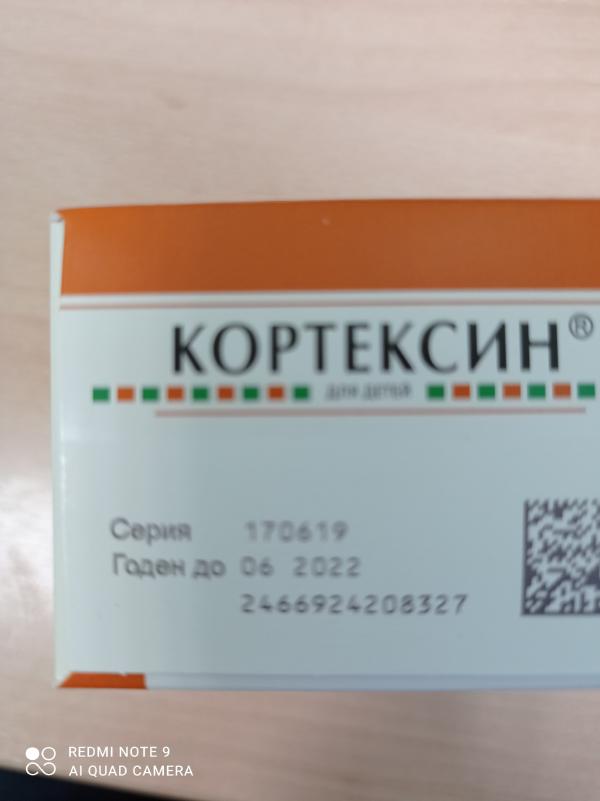 КОРТЕКСИН®
ДЛЯ ДЕТЕЙ
Серия 170619
Годен до 06 2022
2466924208327
REDMI NOTE 9
AI QUAD CAMERA